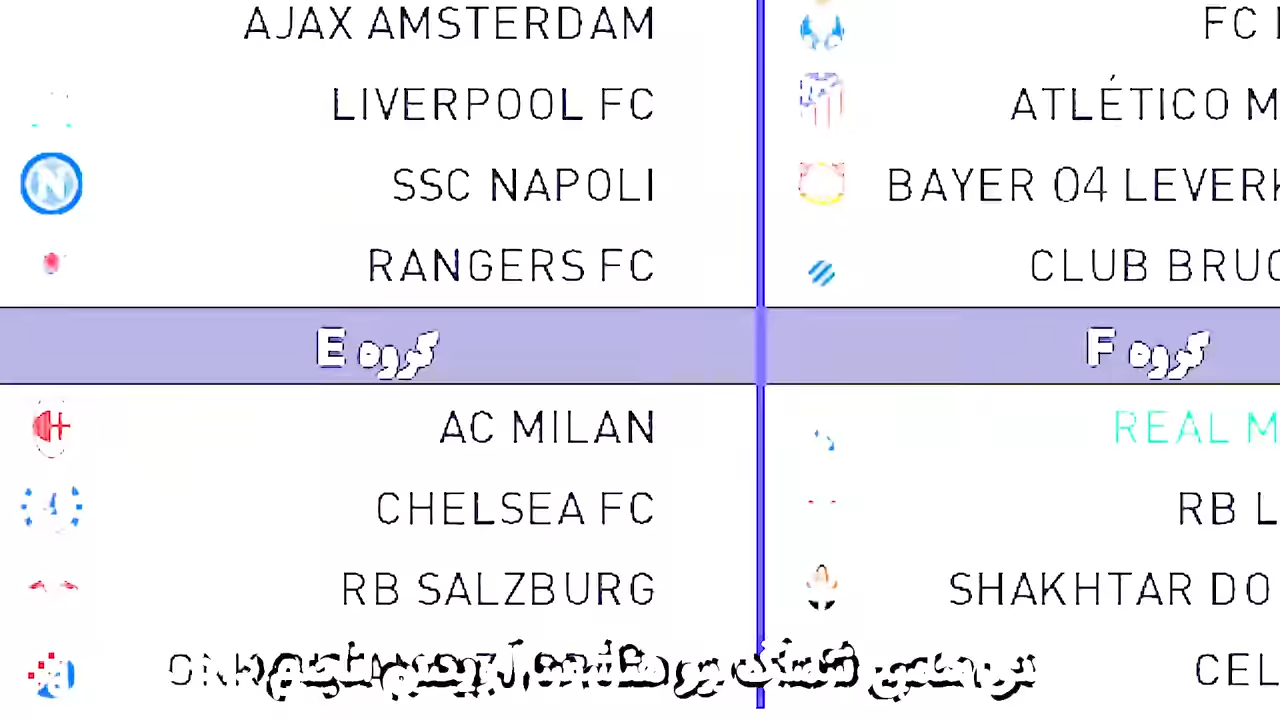 AJAX AMSTERDAM
LIVERPOOL FC
SSC NAPOLI
RANGERS FC
گروه E
AC MILAN
CHELSEA FC
RB SALZBURG
FC
ATLÉTICO M
BAYER 04 LEVERK
CLUB BRUG
گروه F
REAL M
RB L
SHAKHTAR DO
CEL